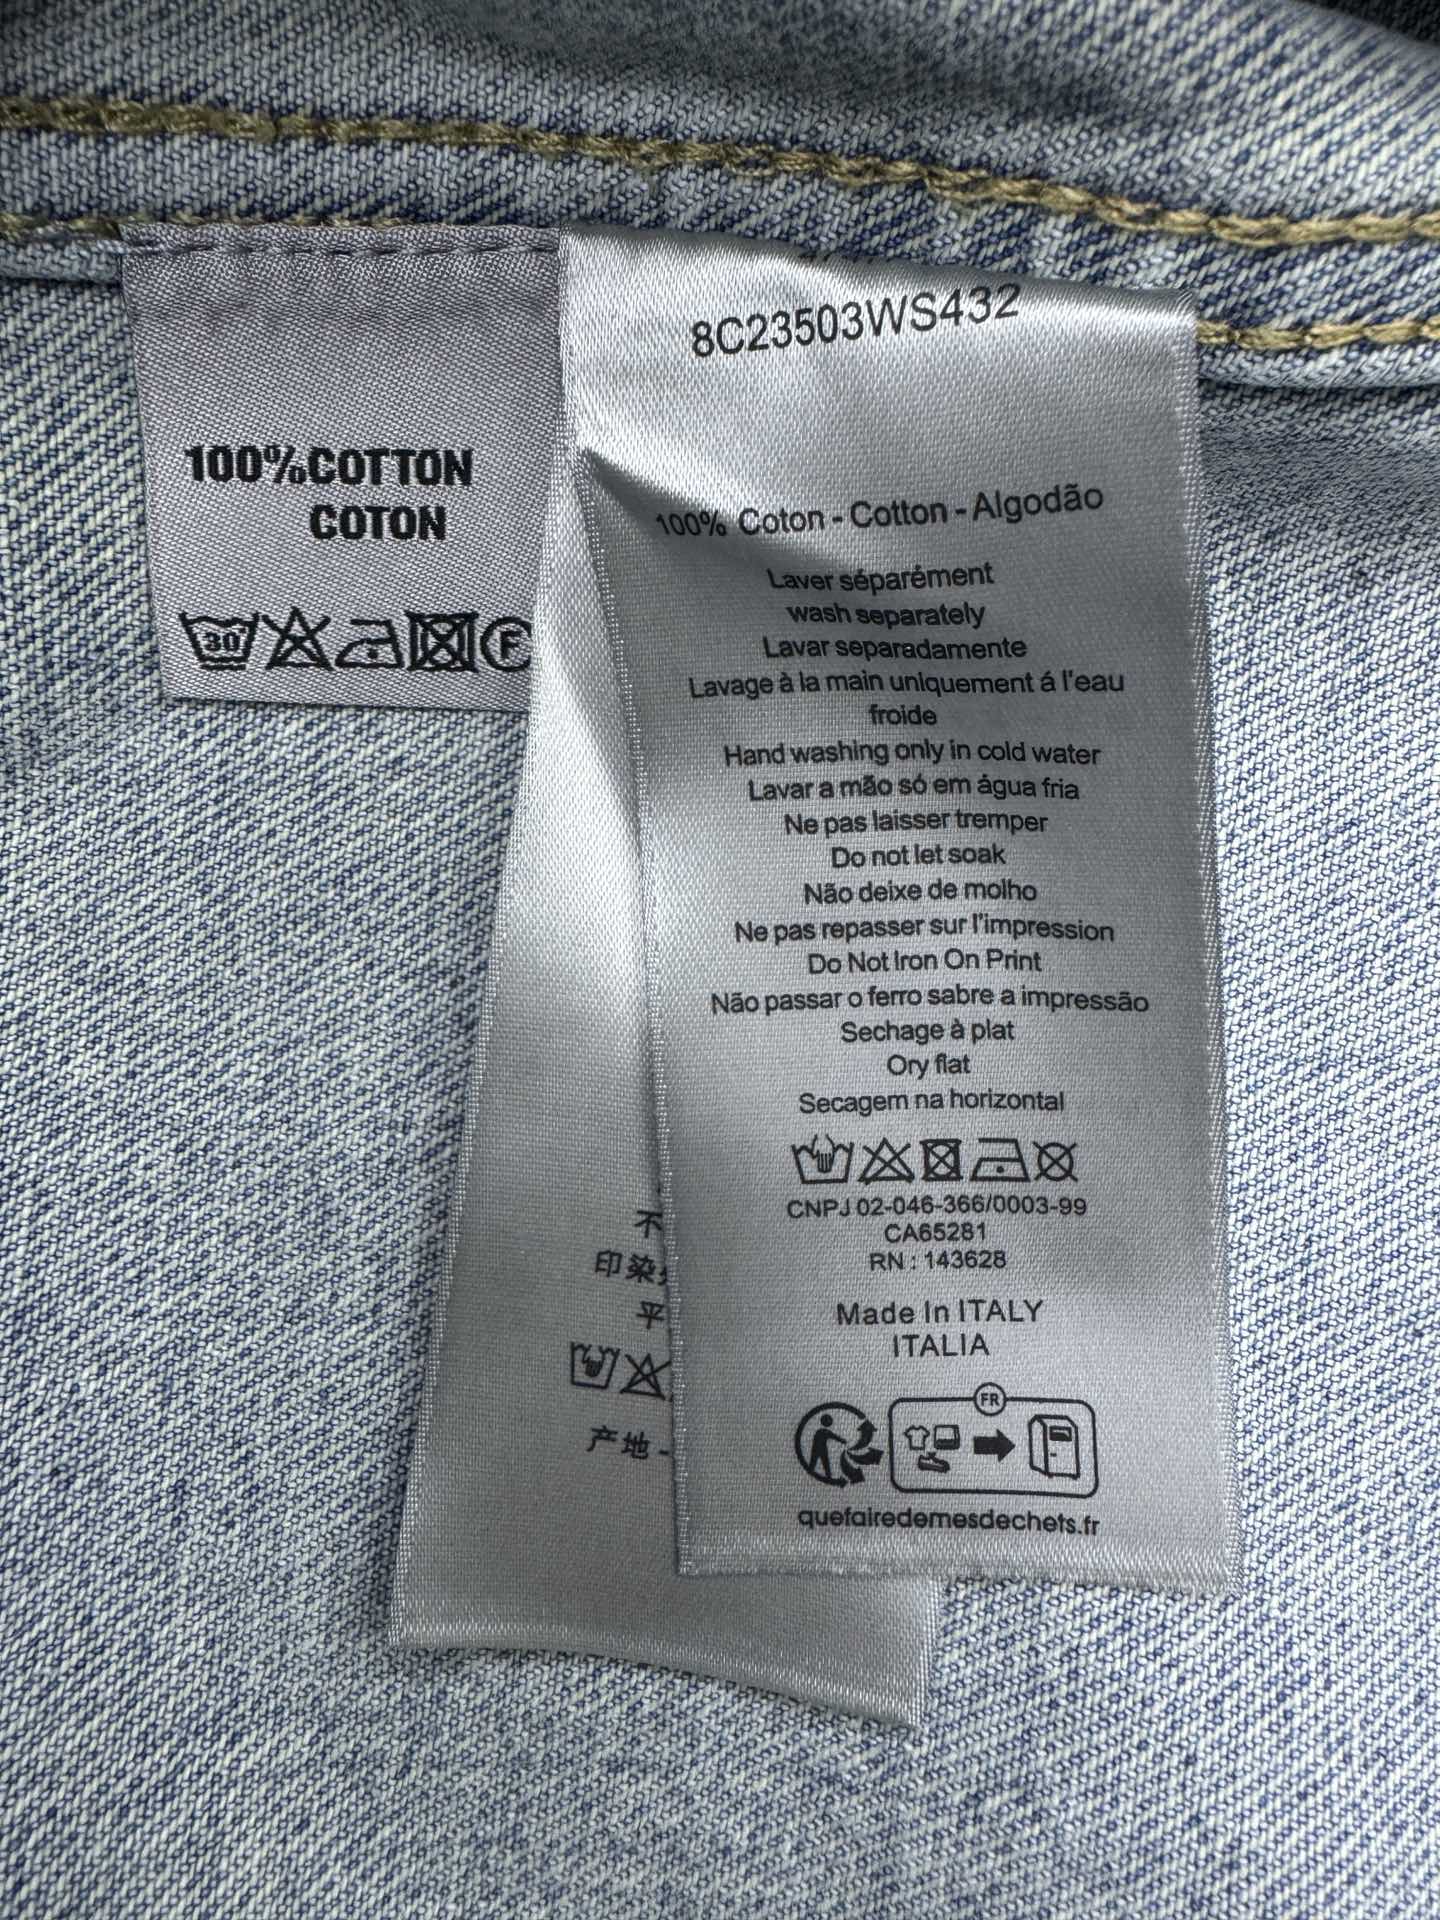 100%COTTON
COTON
30
F
8C23503WS432
100% Coton - Cotton - Algodão
Laver séparément
wash separately
Lavar separadamente
Lavage à la main uniquement á l'eau
froide
Hand washing only in cold water
Lavar a mão só em água fria
Ne pas laisser tremper
Do not let soak
Não deixe de molho
Ne pas repasser sur l'impression
Do Not Iron On Print
Não passar o ferro sabre a impressão
Sechage à plat
Ory flat
Secagem na horizontal
CNPJ 02-046-366/0003-99
CA65281
RN : 143628
Made In ITALY
ITALIA
FR
quefairedemesdechets.fr
不
印染
平
产地 -